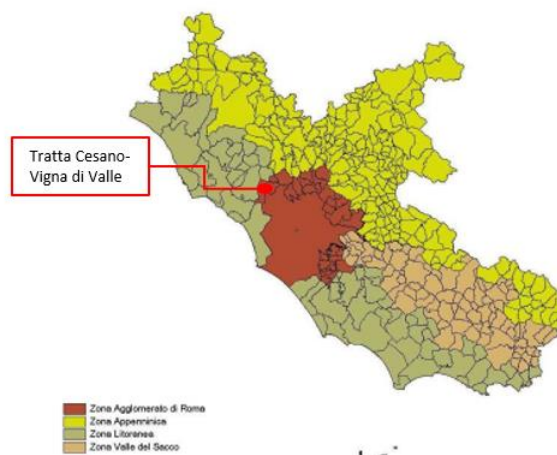 Tratta Cesano-
Vigna di Valle
Zona Agglomerato di Roma
Zona Appenninica
Zona Litoranea
Zona Valle del Sacco